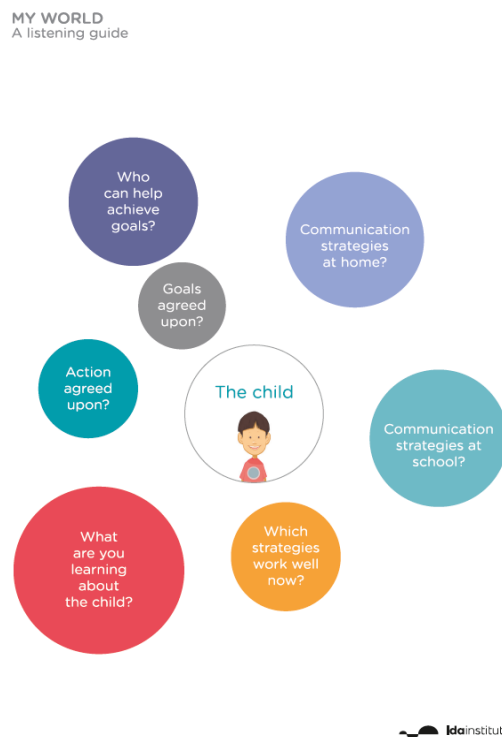 MY WORLD
A listening guide
Who
can help
achieve
goals?
Communication
strategies
at home?
Goals
agreed
upon?
Action
agreed
upon?
The child
Communication
strategies at
school?
What
are you
learning
about
the child?
Which
strategies
work well
now?
Idainstitut